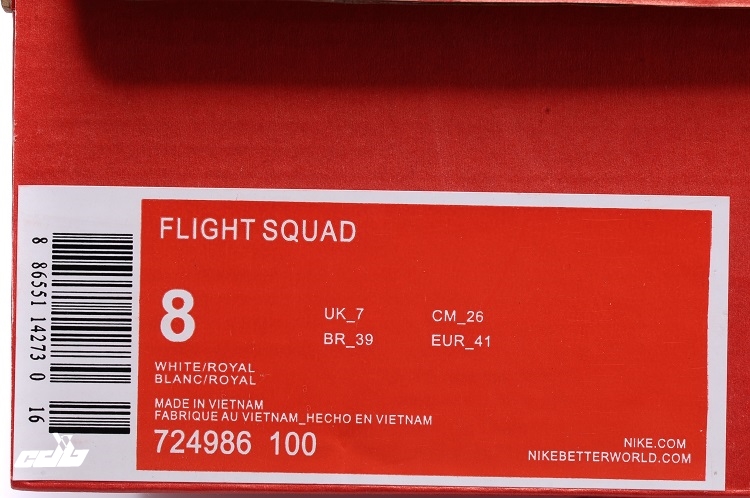 FLIGHT SQUAD
8
UK_7 CM_26
BR_39 EUR_41
WHITE/ROYAL
BLANC/ROYAL
MADE IN VIETNAM
FABRIQUE AU VIETNAM_HECHO EN VIETNAM
724986 100
NIKE.COM
NIKEBETTERWORLD.COM
8 86551 14273 0 16
cdb